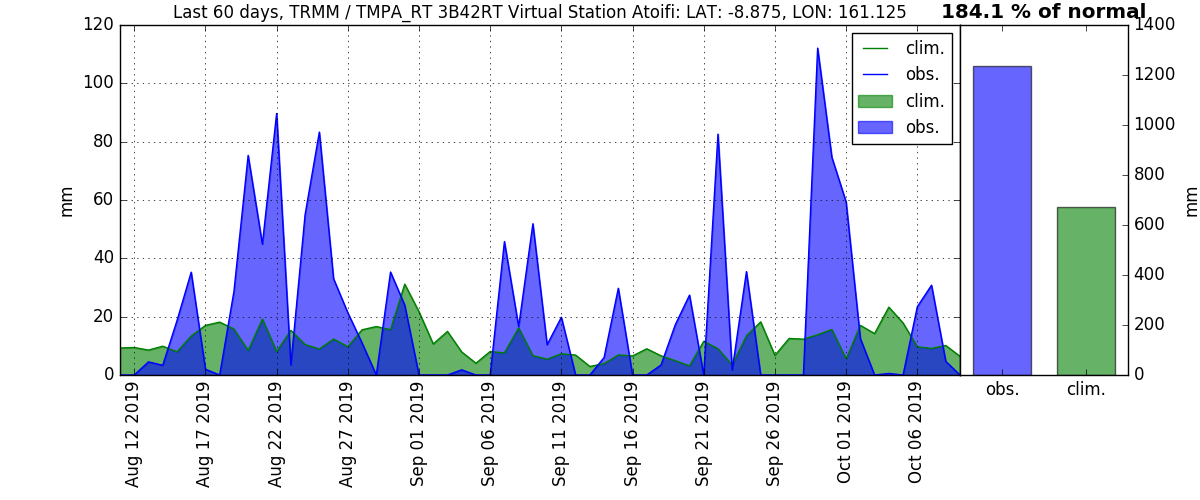 Last 60 days, TRMM / TMPA_RT 3B42RT Virtual Station Atoifi: LAT: -8.875, LON: 161.125
184.1 % of normal
120
100
80
60
40
20
0
mm
clim.
obs.
clim.
obs.
Aug 12 2019
Aug 17 2019
Aug 22 2019
Aug 27 2019
Sep 01 2019
Sep 06 2019
Sep 11 2019
Sep 16 2019
Sep 21 2019
Sep 26 2019
Oct 01 2019
Oct 06 2019
1400
1200
1000
800
600
400
200
0
mm
obs.
clim.